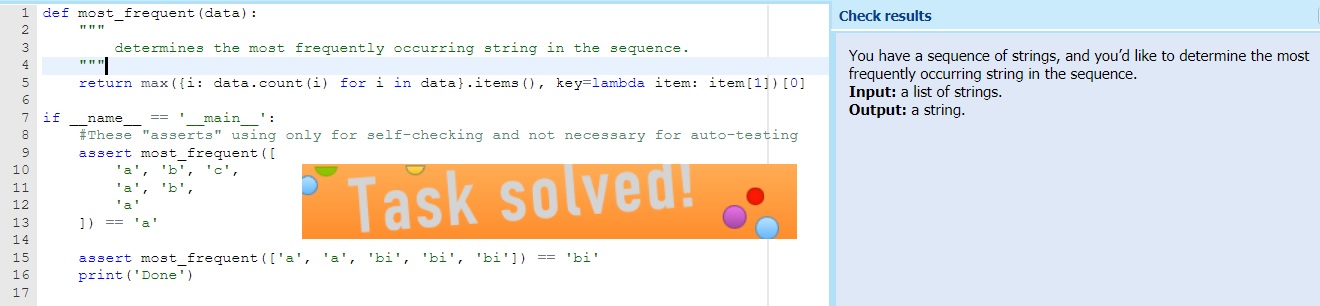 1 def most_frequent(data):
2     """
3         determines the most frequently occurring string in the sequence.
4     """
5     return max({i: data.count(i) for i in data}.items(), key=lambda item: item[1])[0]
6
7 if __name__ == '__main__':
8     #These "asserts" using only for self-checking and not necessary for auto-testing
9     assert most_frequent([
10         'a', 'b', 'c',
11         'a', 'b',
12         'a'
13     ]) == 'a'
14
15     assert most_frequent(['a', 'a', 'bi', 'bi', 'bi']) == 'bi'
16     print('Done')
17
Task solved!
Check results
You have a sequence of strings, and you’d like to determine the most
frequently occurring string in the sequence.
Input: a list of strings.
Output: a string.